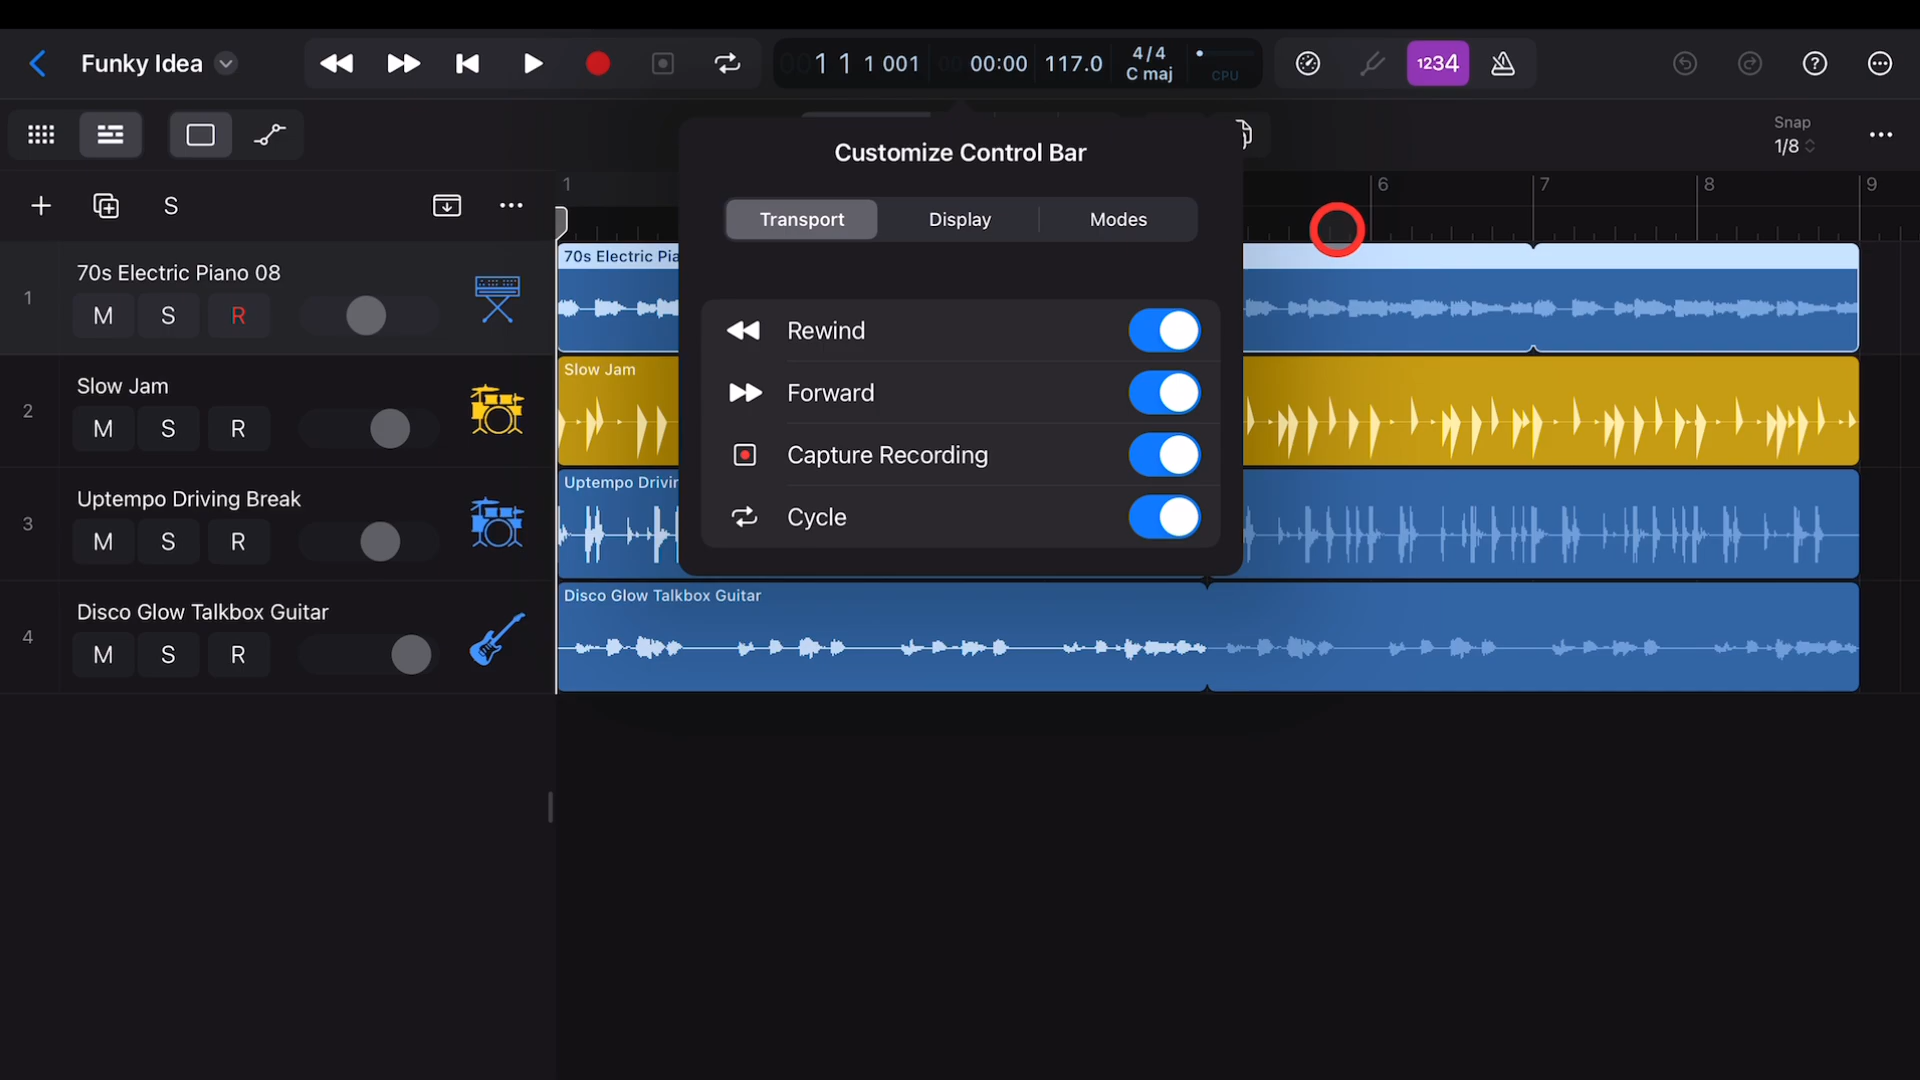 Funky Idea
1 1 1 001 00:00 117.0 4/4 C maj CPU
1234
Snap
1/8
S
Customize Control Bar
Transport Display Modes
1 6 7 8 9
Rewind
Forward
Capture Recording
Cycle
1 70s Electric Piano 08
M S R
70s Electric Pia
2 Slow Jam
M S R
Slow Jam
3 Uptempo Driving Break
M S R
Uptempo Drivir
4 Disco Glow Talkbox Guitar
M S R
Disco Glow Talkbox Guitar